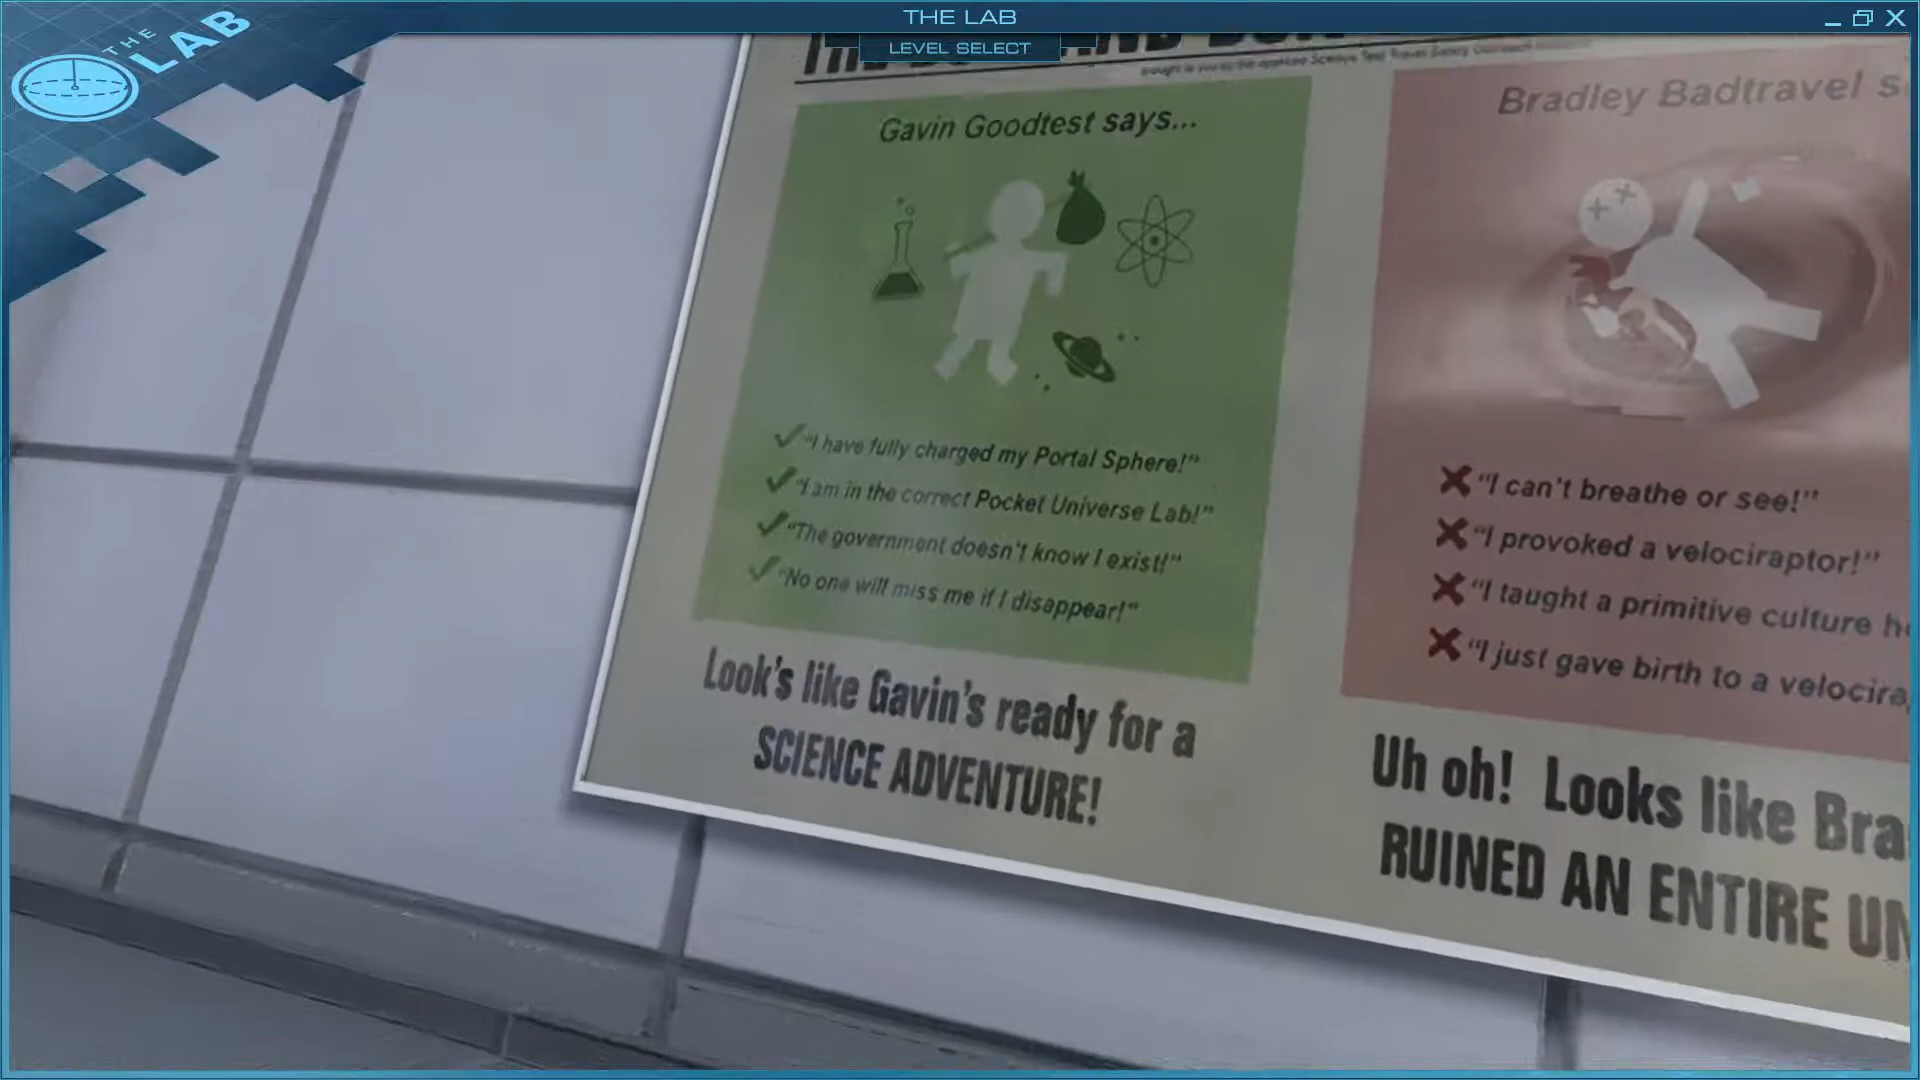 THE LAB
LEVEL SELECT
THE
LAB
Gavin Goodtest says...
"I have fully charged my Portal Sphere!"
"I am in the correct Pocket Universe Lab!"
"The government doesn't know I exist!"
"No one will miss me if I disappear!"
Look's like Gavin's ready for a
SCIENCE ADVENTURE!
Bradley Badtravel
"I can't breathe or see!"
"I provoked a velociraptor!"
"I taught a primitive culture
"I just gave birth to a
Uh oh! Looks like
RUINED AN ENTIRE